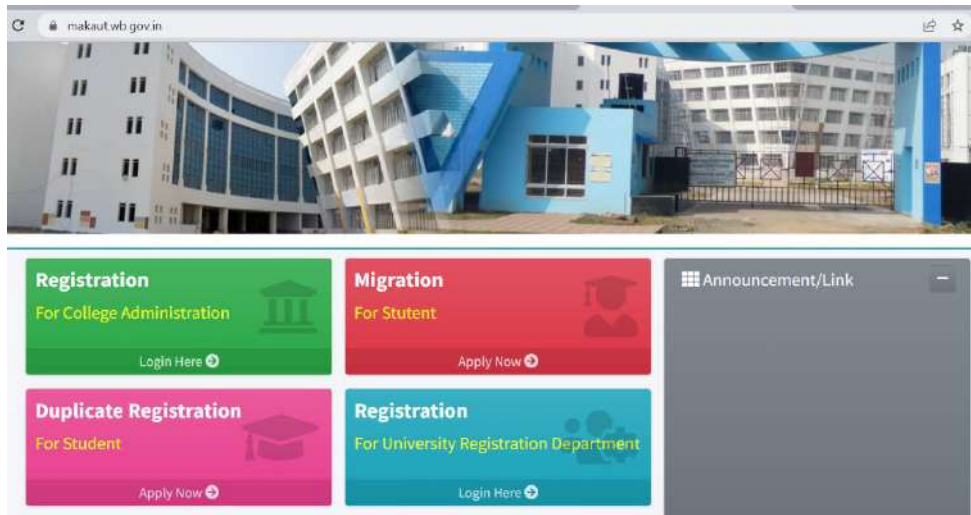 makaut.wb.gov.in
Registration
For College Administration
Login Here
Migration
For Stutent
Apply Now
Announcement/Link
Duplicate Registration
For Student
Apply Now
Registration
For University Registration Department
Login Here